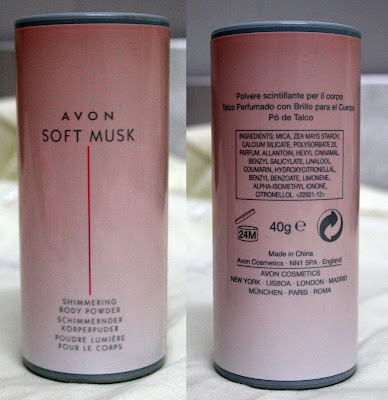 AVON
SOFT MUSK
SHIMMERING
BODY POWDER
SCHIMMERNDER
KÖRPERPUDER
POUDRE LUMIÈRE
POUR LE CORPS
Polvere scintillante per il corpo
Talco Perfumado con Brillo para el Cuerpo
Pó de Talco
INGREDIENTS: MICA, ZEA MAYS STARCH,
CALCIUM SILICATE, POLYSORBATE 23,
PARFUM, ALLANTOIN, HEXYL CINNAMAL,
BENZYL SALICYLATE, LINALOOL,
COUMARIN, HYDROXYCITRONELLAL,
BENZYL BENZOATE, LIMONENE,
ALPHA-ISOMETHYL IONONE,
CITRONELLOL, <22821-12>
24M
40g e
Made in China
Avon Cosmetics · NN1 5PA · England
AVON COSMETICS
NEW YORK · LISBOA · LONDON · MADRID
MÜNCHEN · PARIS · ROMA